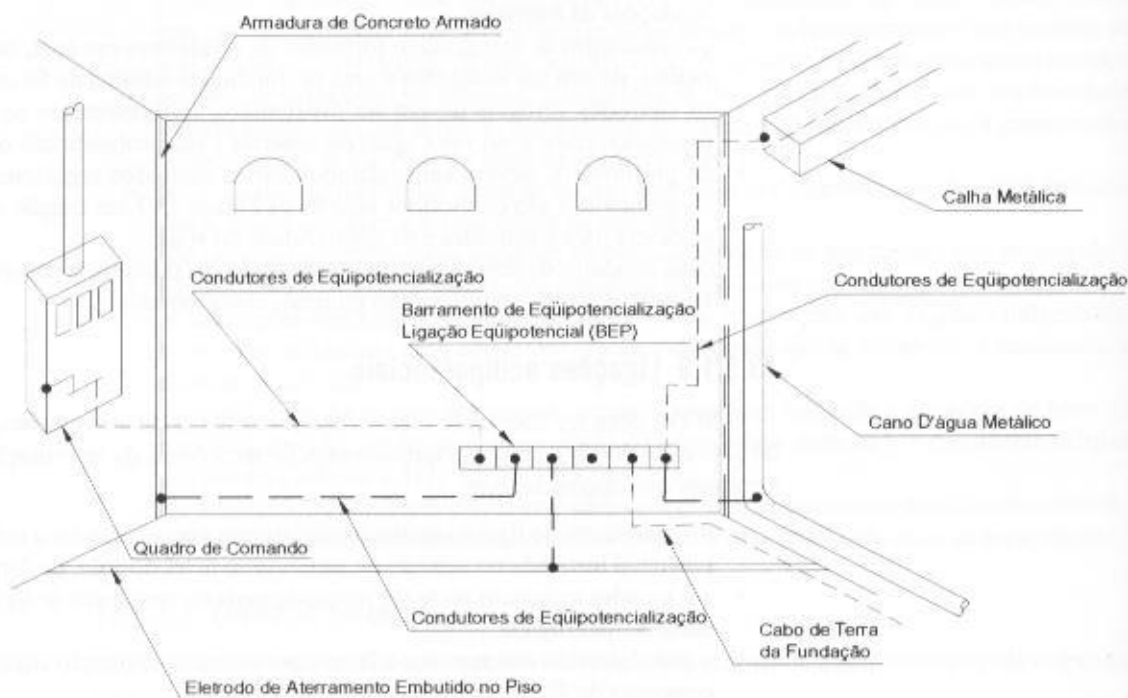 Armadura de Concreto Armado
Calha Metálica
Condutores de Eqüipotencialização
Condutores de Eqüipotencialização
Barramento de Eqüipotencialização
Ligação Eqüipotencial (BEP)
Cano D'água Metálico
Quadro de Comando
Condutores de Eqüipotencialização
Cabo de Terra
da Fundação
Eletrodo de Aterramento Embutido no Piso